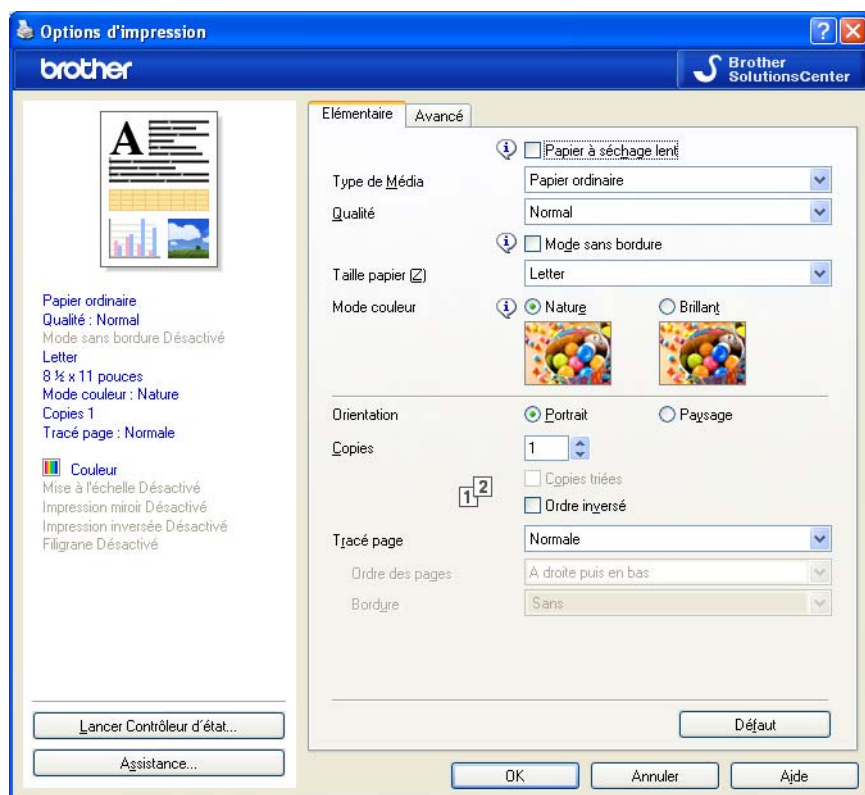 Options d'impression
brother
Brother
SolutionsCenter
A
Papier ordinaire
Qualité : Normal
Mode sans bordure Désactivé
Letter
8 ½ x 11 pouces
Mode couleur : Nature
Copies 1
Tracé page : Normale
Couleur
Mise à l'échelle Désactivé
Impression miroir Désactivé
Impression inversée Désactivé
Filigrane Désactivé
Lancer Contrôleur d'état...
Assistance...
Elémentaire Avancé
Papier à séchage lent
Type de Média Papier ordinaire
Qualité Normal
Mode sans bordure
Taille papier (Z) Letter
Mode couleur Nature Brillant
Orientation Portrait Paysage
Copies 1
Copies triées
1 2
Ordre inversé
Tracé page Normale
Ordre des pages A droite puis en bas
Bordure Sans
Défaut
OK Annuler Aide